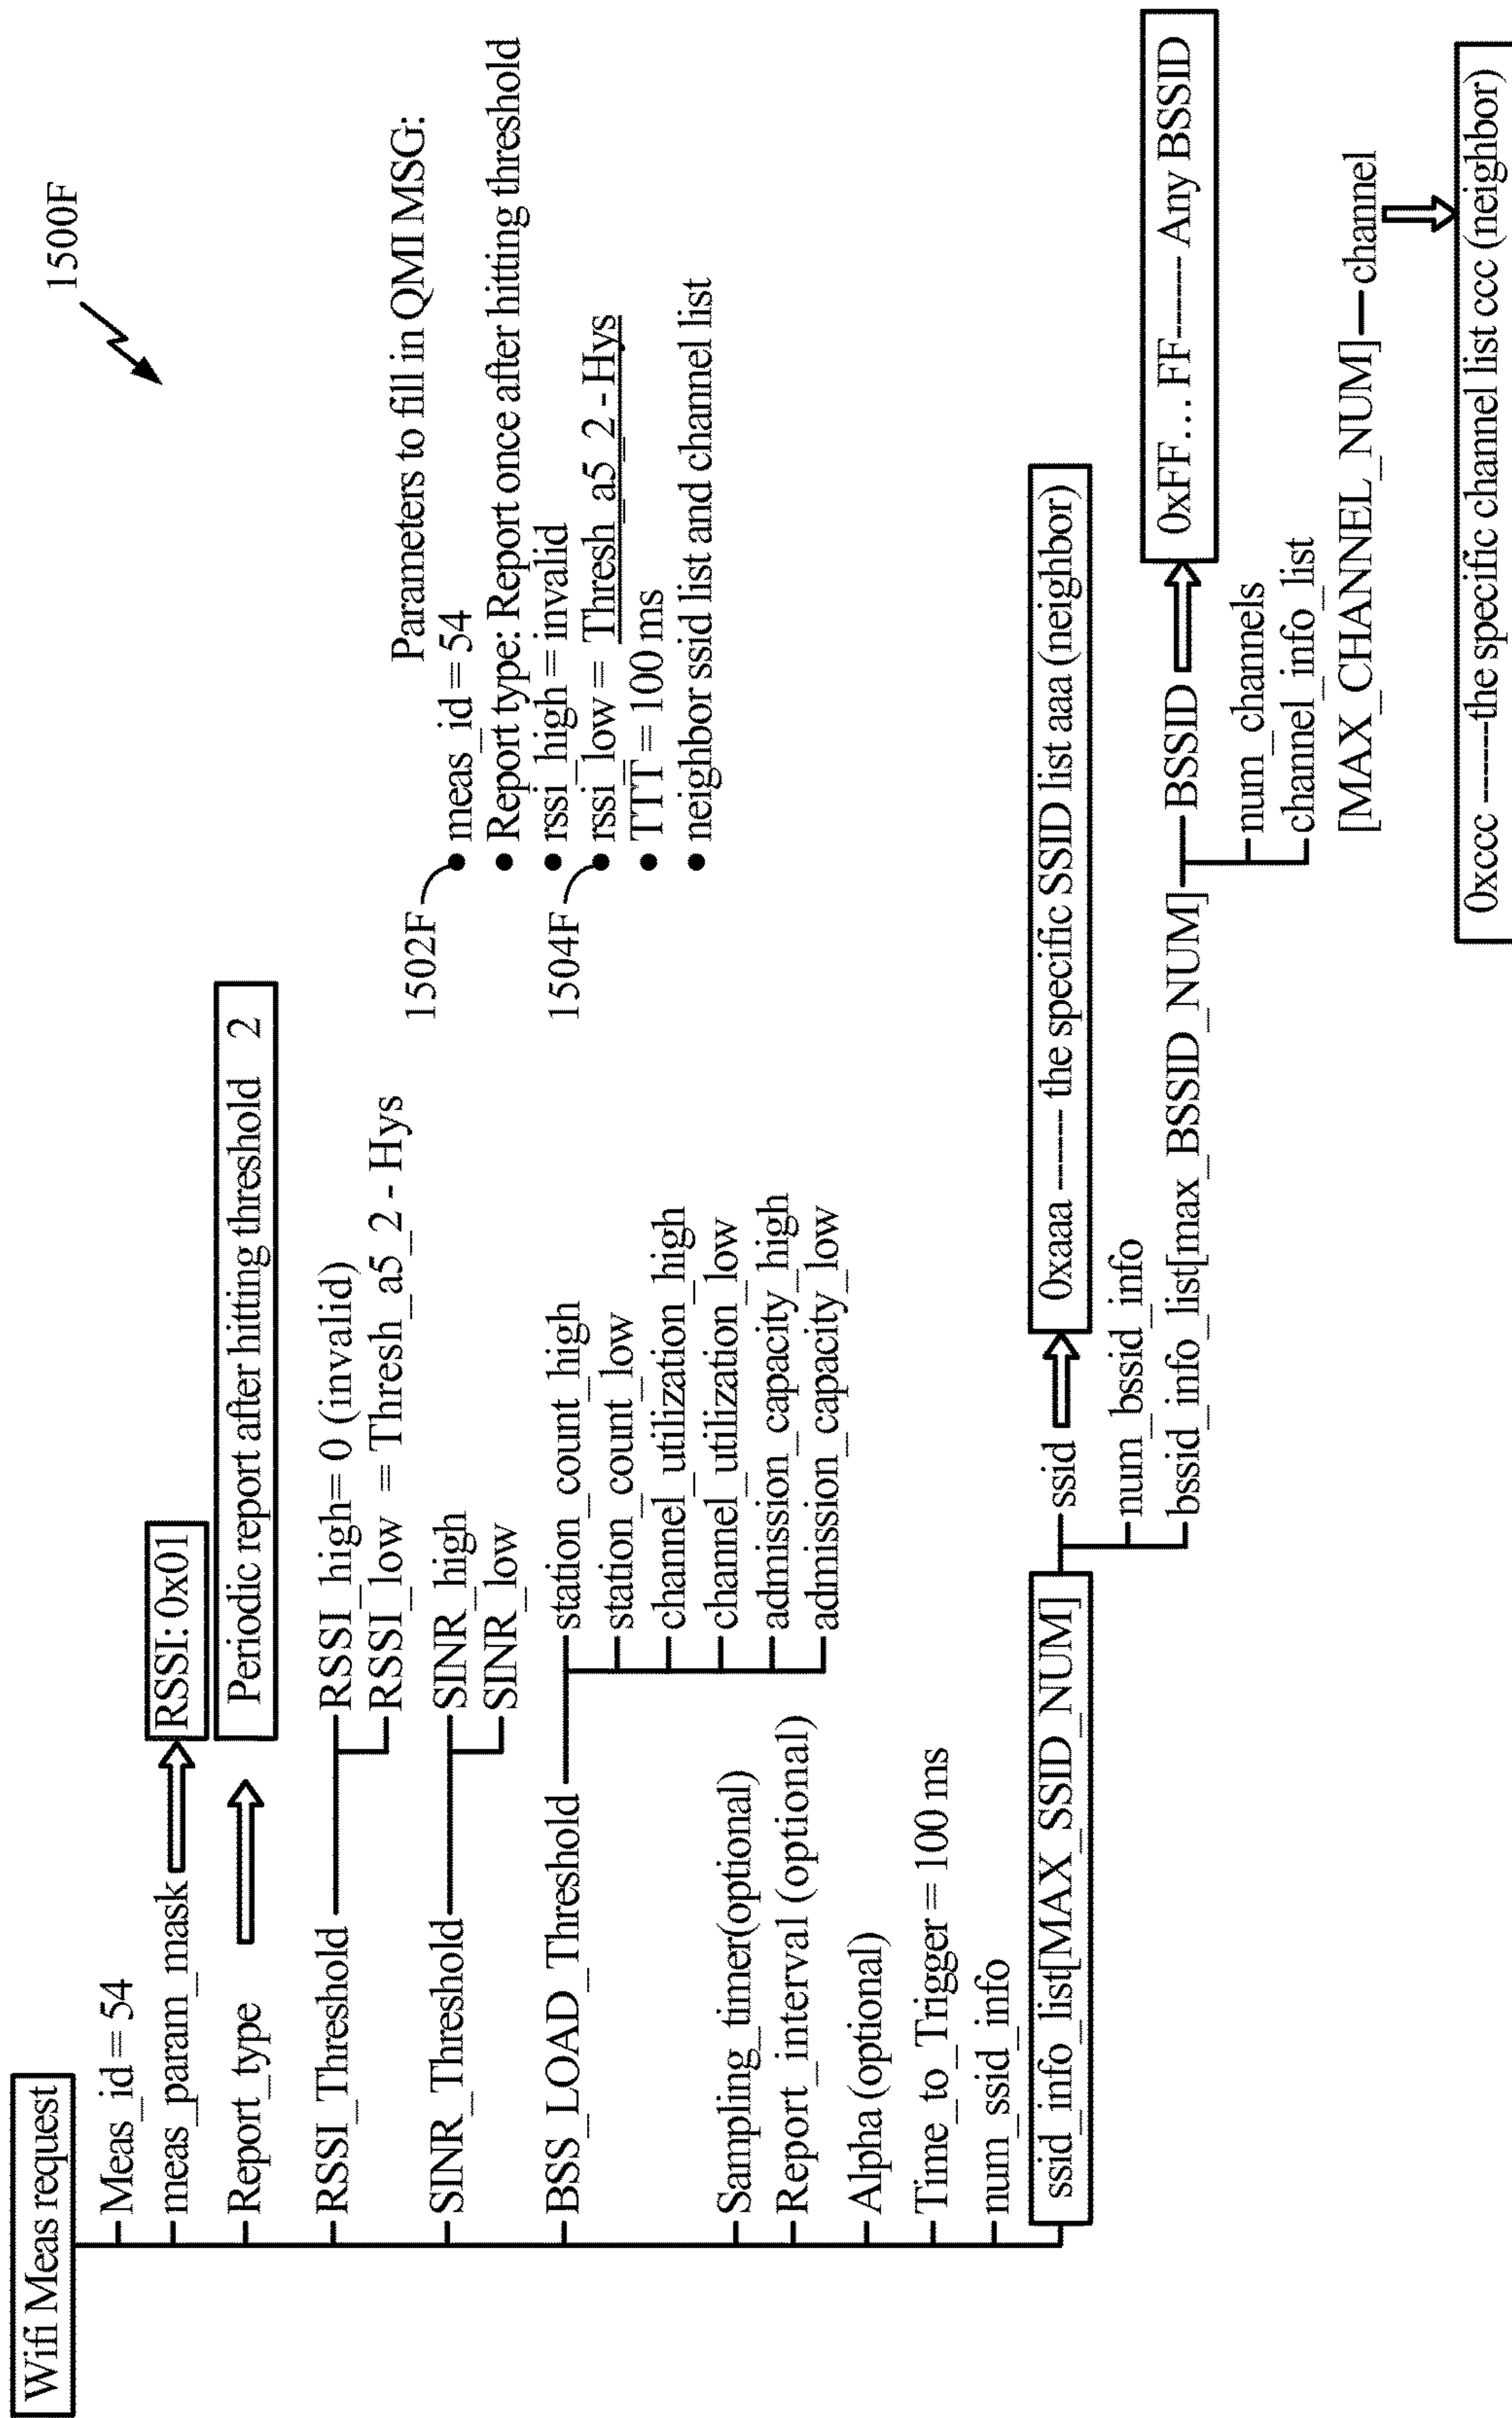 1500F
Wifi Meas request
Meas_id = 54
meas_param_mask
RSSI: 0x01
Report_type
Periodic report after hitting threshold 2
RSSI_Threshold
RSSI_high= 0 (invalid)
RSSI_low = Thresh_a5_2 - Hys
SINR_Threshold
SINR_high
SINR_low
BSS_LOAD_Threshold
station_count_high
station_count_low
channel_utilization_high
channel_utilization_low
admission_capacity_high
admission_capacity_low
Sampling_timer(optional)
Report_interval (optional)
Alpha (optional)
Time_to_Trigger = 100 ms
num_ssid_info
ssid_info_list[MAX_SSID_NUM]
Parameters to fill in QMI MSG:
1502F
● meas_id = 54
● Report type: Report once after hitting threshold
● rssi_high = invalid
1504F
● rssi_low = Thresh_a5_2 - Hys
● TTT = 100 ms
● neighbor ssid list and channel list
ssid
0xaaa -------- the specific SSID list aaa (neighbor)
num_bssid_info
bssid_info_list[max_BSSID_NUM]
BSSID
0xFF... FF-------- Any BSSID
num_channels
channel_info_list
[MAX_CHANNEL_NUM]
channel
0xccc -------the specific channel list ccc (neighbor)